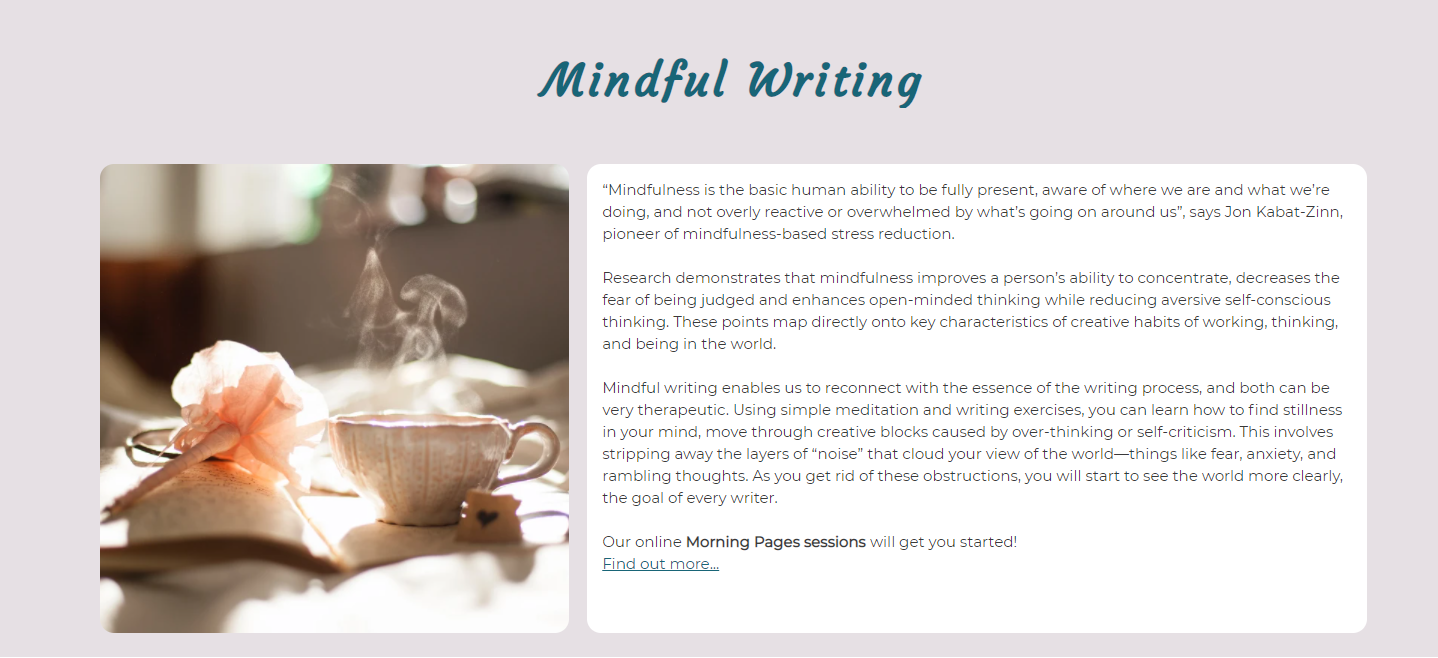 Mindful Writing
“Mindfulness is the basic human ability to be fully present, aware of where we are and what we’re
doing, and not overly reactive or overwhelmed by what’s going on around us”, says Jon Kabat-Zinn,
pioneer of mindfulness-based stress reduction.
Research demonstrates that mindfulness improves a person’s ability to concentrate, decreases the
fear of being judged and enhances open-minded thinking while reducing aversive self-conscious
thinking. These points map directly onto key characteristics of creative habits of working, thinking,
and being in the world.
Mindful writing enables us to reconnect with the essence of the writing process, and both can be
very therapeutic. Using simple meditation and writing exercises, you can learn how to find stillness
in your mind, move through creative blocks caused by over-thinking or self-criticism. This involves
stripping away the layers of “noise” that cloud your view of the world—things like fear, anxiety, and
rambling thoughts. As you get rid of these obstructions, you will start to see the world more clearly,
the goal of every writer.
Our online Morning Pages sessions will get you started!
Find out more...